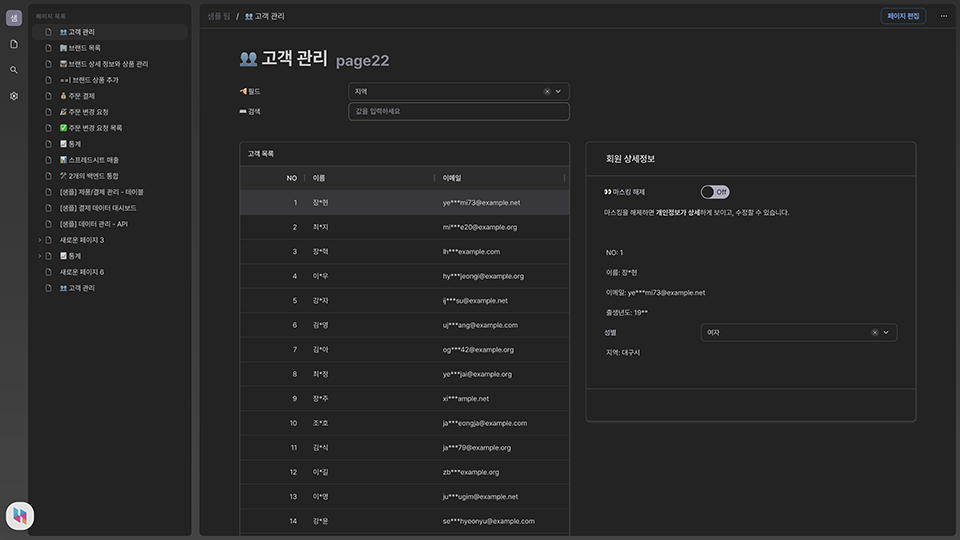 샘
페이지 목록
👥 고객 관리
🏢 브랜드 목록
브랜드 상세 정보와 상품 관리
==| 브랜드 상품 추가
💰 주문 결제
주문 변경 요청
✅ 주문 변경 요청 목록
📈 통계
📊 스프레드시트 매출
🛠 2개의 백엔드 통합
[샘플] 제품/결제 관리 - 테이블
[샘플] 결제 데이터 대시보드
[샘플] 데이터 관리 - API
새로운 페이지 3
📈 통계
새로운 페이지 6
👥 고객 관리
샘플 팀 / 👥 고객 관리
페이지 편집
👥 고객 관리 page22
필드
지역
검색
값을 입력하세요
고객 목록
NO 이름 이메일
1 장*현 ye***mi73@example.net
2 최*지 mi***e20@example.org
3 장*혁 lh***example.com
4 이*우 hy***jeongi@example.org
5 강*자 ij***su@example.net
6 김*영 uj***ang@example.com
7 김*아 og***42@example.org
8 최*정 ye***jai@example.org
9 장*주 xi***ample.net
10 조*호 ja***eongja@example.com
11 김*식 ja***79@example.org
12 이*길 zb***example.org
13 이*영 ju***ugim@example.net
14 강*윤 se***hyeonyu@example.com
회원 상세정보
👀 마스킹 해제
Off
마스킹을 해제하면 개인정보가 상세하게 보이고, 수정할 수 있습니다.
NO: 1
이름: 장*현
이메일: ye***mi73@example.net
출생년도: 19**
성별
여자
지역: 대구시